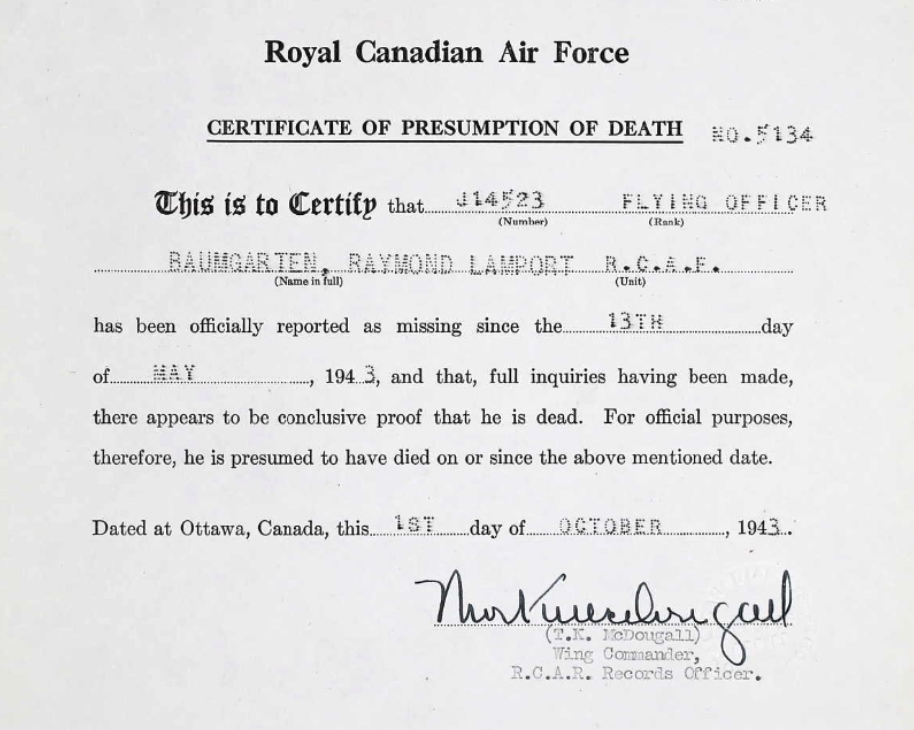 Royal Canadian Air Force
CERTIFICATE OF PRESUMPTION OF DEATH NO.5134
This is to Certify that J14523 FLYING OFFICER
(Number) (Rank)
BAUMGARTEN, RAYMOND LAMPORT R.C.A.F.
(Name in full) (Unit)
has been officially reported as missing since the 13TH day
of MAY, 1943, and that, full inquiries having been made,
there appears to be conclusive proof that he is dead. For official purposes,
therefore, he is presumed to have died on or since the above mentioned date.
Dated at Ottawa, Canada, this 1ST day of OCTOBER, 1943.
(T.K. McDougall)
Wing Commander,
R.C.A.R. Records Officer.